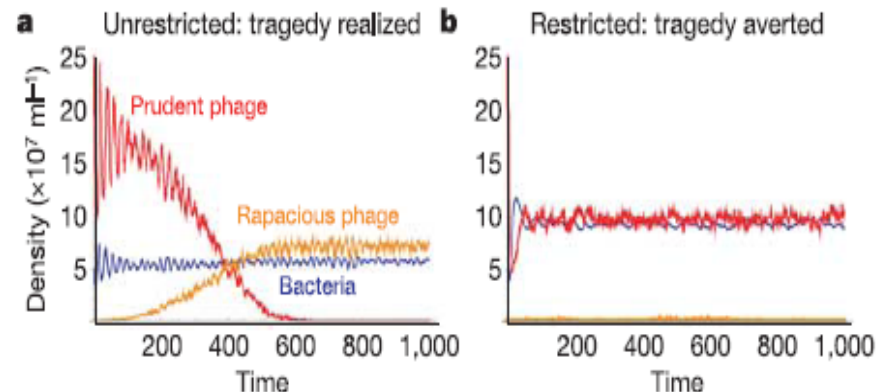 a Unrestricted: tragedy realized
b Restricted: tragedy averted
Density (×10⁷ ml⁻¹)
25
20
15
10
5
Prudent phage
Rapacious phage
Bacteria
200 400 600 800 1,000
Time
25
20
15
10
5
200 400 600 800 1,000
Time